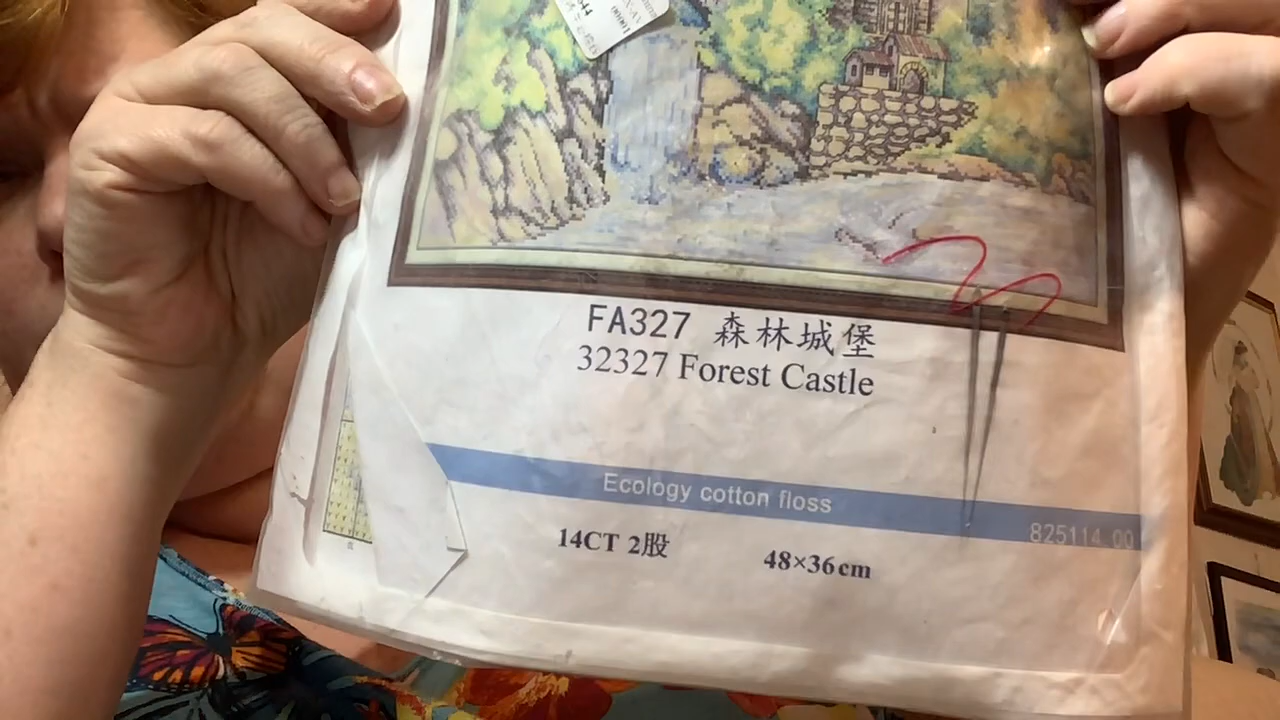 FA327 森林城堡
32327 Forest Castle
Ecology cotton floss
825114 00
14CT 2股
48×36cm